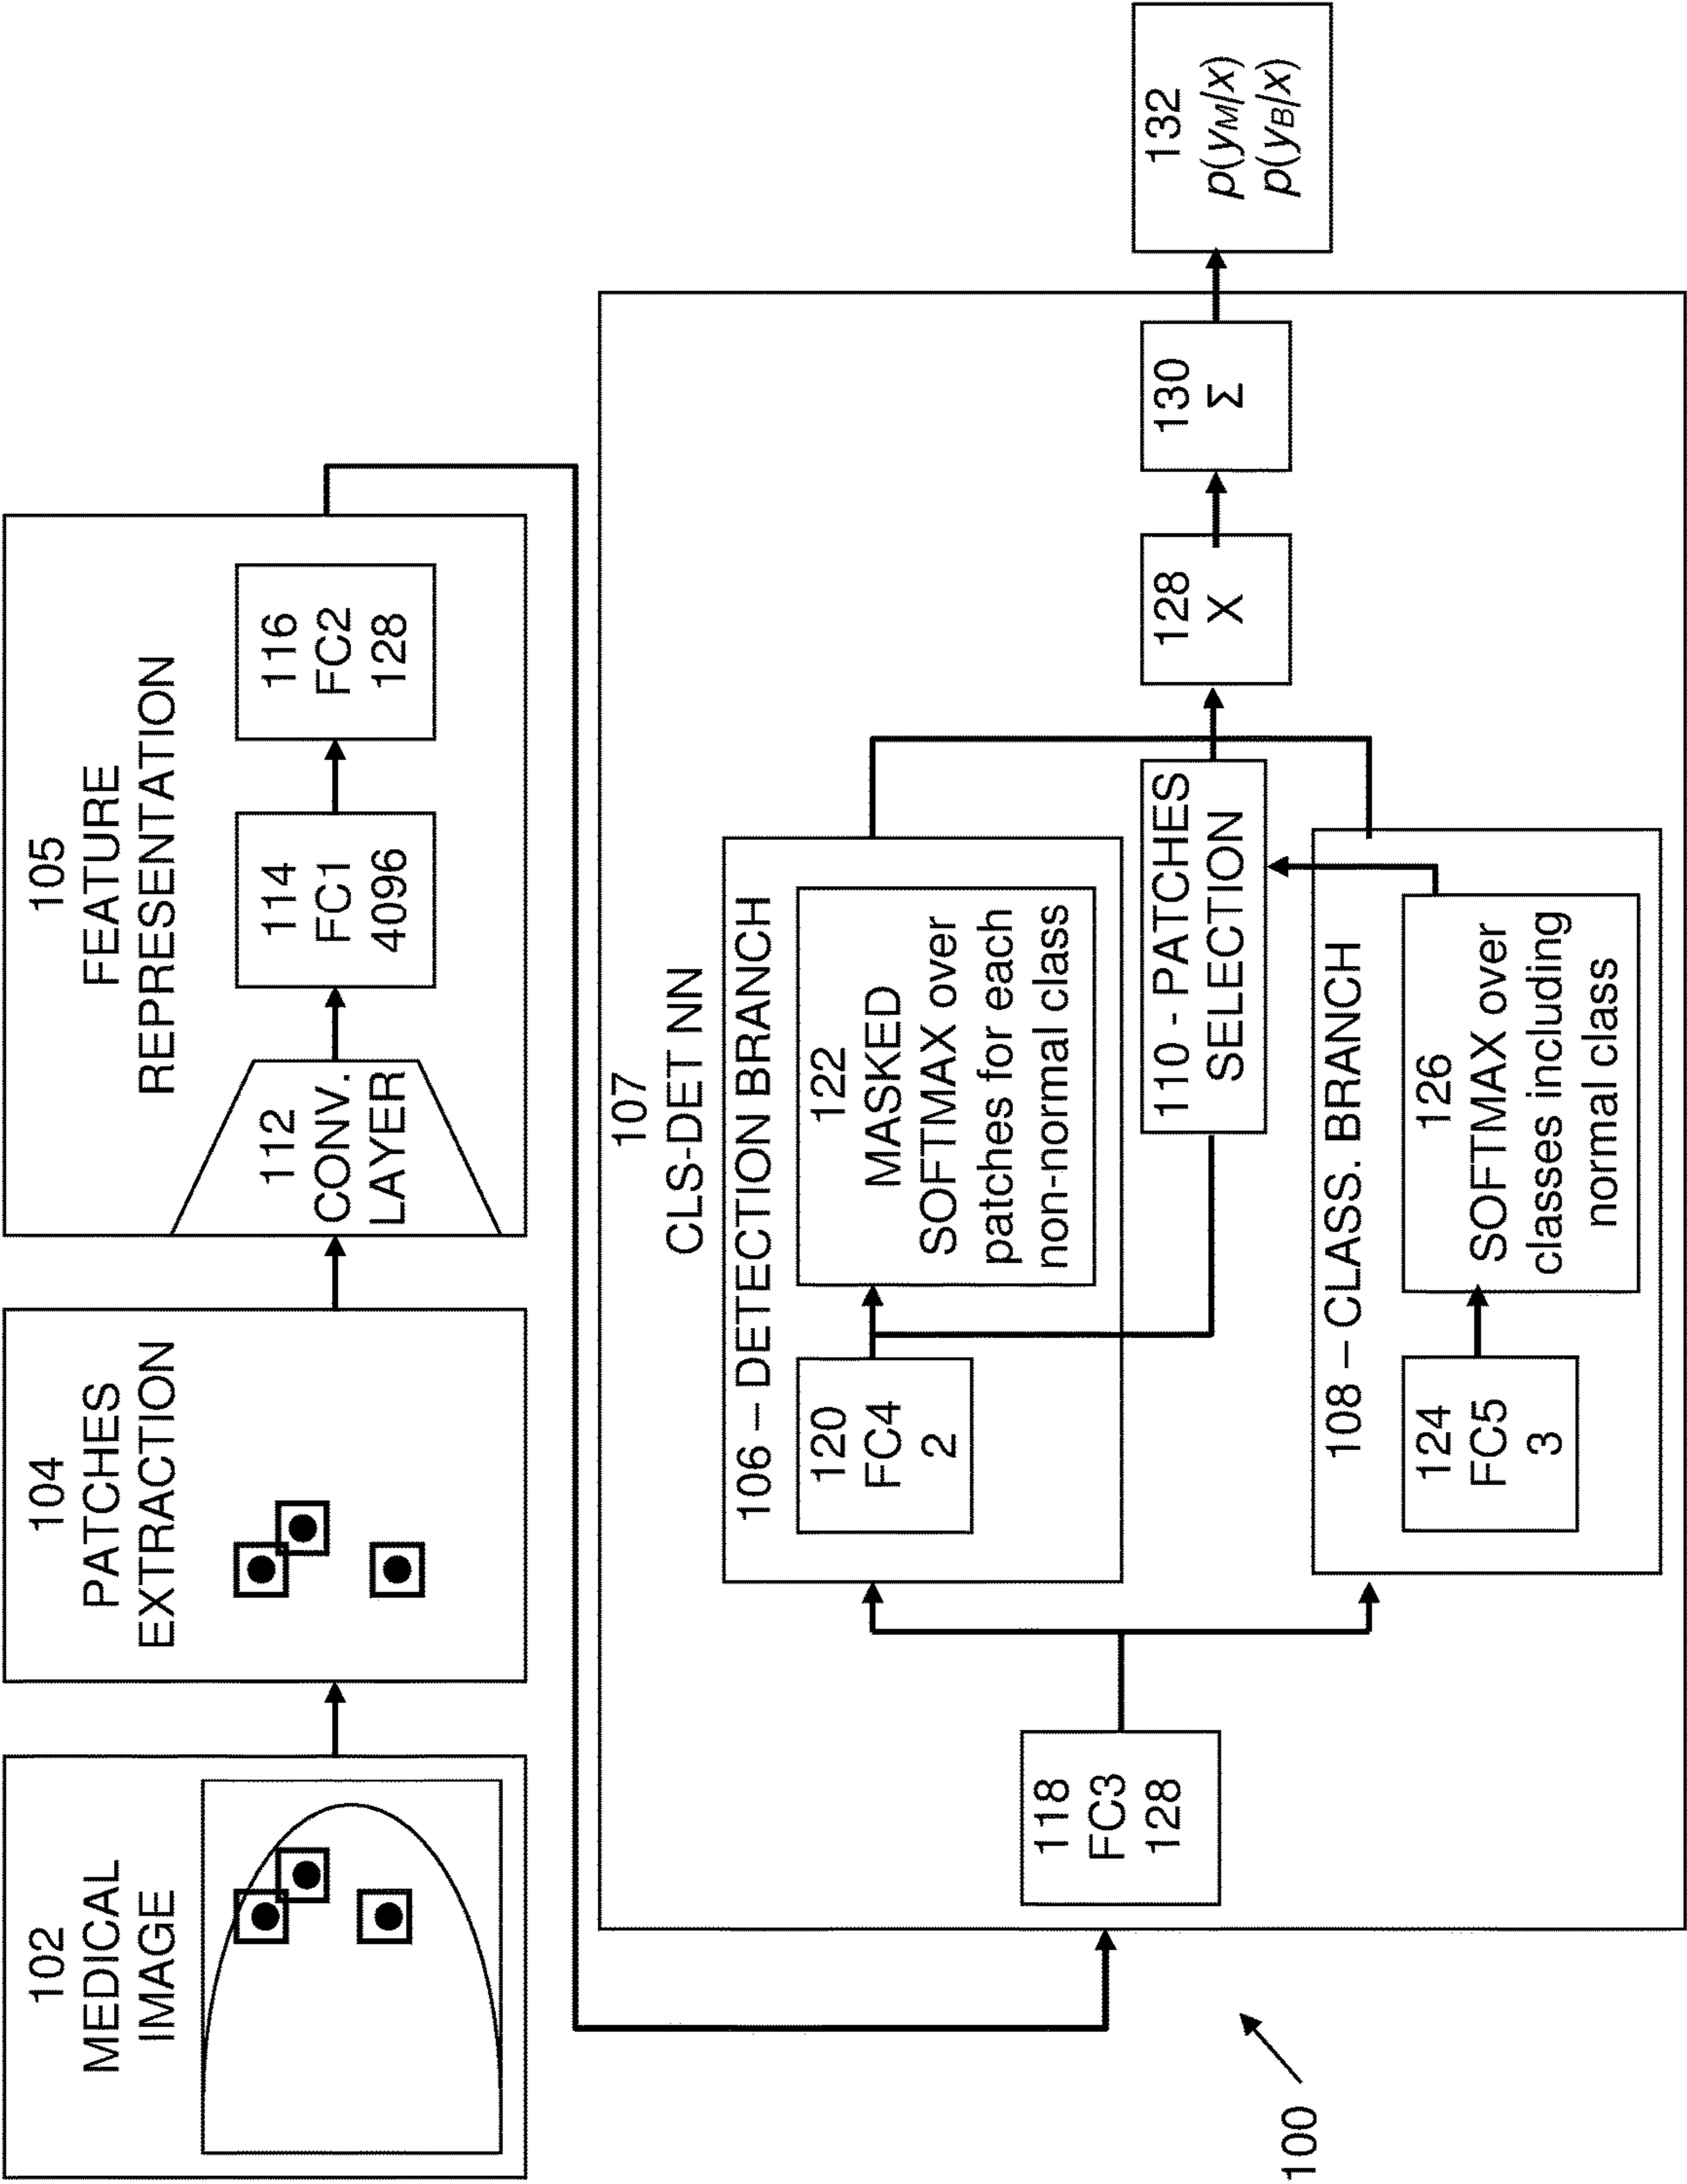 102
MEDICAL
IMAGE
104
PATCHES
EXTRACTION
105
FEATURE
REPRESENTATION
112
CONV.
LAYER
114
FC1
4096
116
FC2
128
107
CLS-DET NN
118
FC3
128
106 – DETECTION BRANCH
120
FC4
2
122
MASKED
SOFTMAX over
patches for each
non-normal class
110 - PATCHES
SELECTION
108 – CLASS. BRANCH
124
FC5
3
126
SOFTMAX over
classes including
normal class
128
X
130
Σ
132
p(yM|x)
p(yB|x)
100